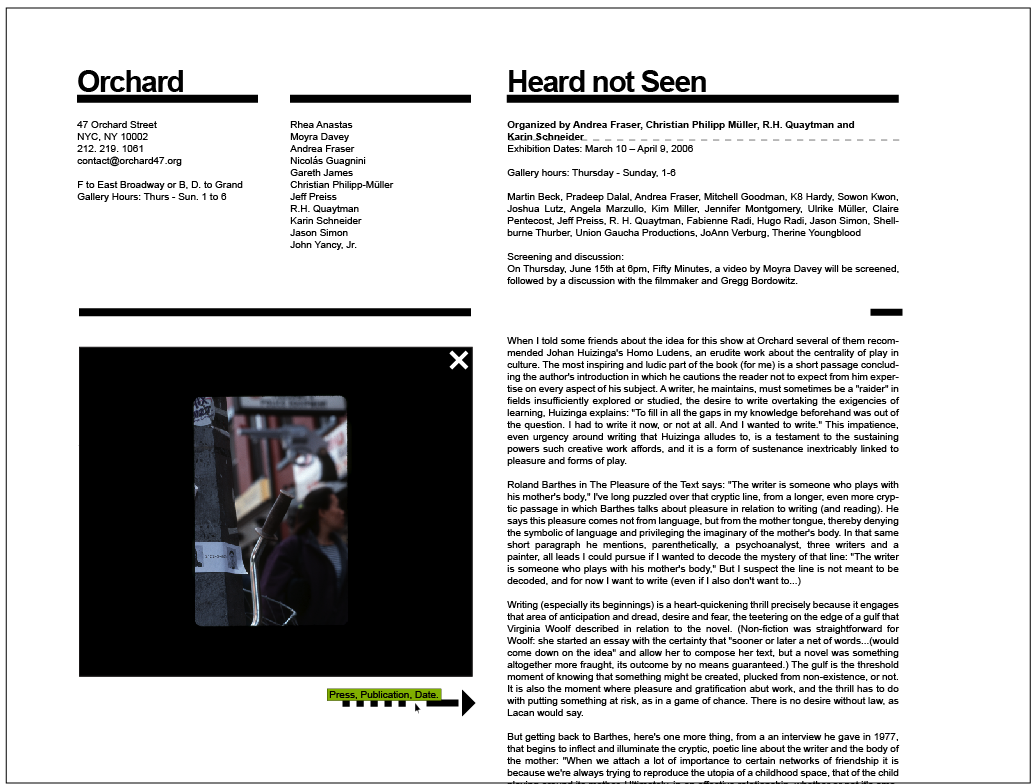 Orchard
47 Orchard Street
NYC, NY 10002
212. 219. 1061
contact@orchard47.org
F to East Broadway or B, D. to Grand
Gallery Hours: Thurs - Sun. 1 to 6
Rhea Anastas
Moyra Davey
Andrea Fraser
Nicolás Guagnini
Gareth James
Christian Philipp-Müller
Jeff Preiss
R.H. Quaytman
Karin Schneider
Jason Simon
John Yancy, Jr.
Press, Publication, Date.
Heard not Seen
Organized by Andrea Fraser, Christian Philipp Müller, R.H. Quaytman and
Karin Schneider
Exhibition Dates: March 10 – April 9, 2006
Gallery hours: Thursday - Sunday, 1-6
Martin Beck, Pradeep Dalal, Andrea Fraser, Mitchell Goodman, K8 Hardy, Sowon Kwon,
Joshua Lutz, Angela Marzullo, Kim Miller, Jennifer Montgomery, Ulrike Müller, Claire
Pentecost, Jeff Preiss, R. H. Quaytman, Fabienne Radi, Hugo Radi, Jason Simon, Shell-
burne Thurber, Union Gaucha Productions, JoAnn Verburg, Therine Youngblood
Screening and discussion:
On Thursday, June 15th at 6pm, Fifty Minutes, a video by Moyra Davey will be screened,
followed by a discussion with the filmmaker and Gregg Bordowitz.
When I told some friends about the idea for this show at Orchard several of them recom-
mended Johan Huizinga's Homo Ludens, an erudite work about the centrality of play in
culture. The most inspiring and ludic part of the book (for me) is a short passage conclud-
ing the author's introduction in which he cautions the reader not to expect from him exper-
tise on every aspect of his subject. A writer, he maintains, must sometimes be a "raider" in
fields insufficiently explored or studied, the desire to write overtaking the exigencies of
learning, Huizinga explains: "To fill in all the gaps in my knowledge beforehand was out of
the question. I had to write it now, or not at all. And I wanted to write." This impatience,
even urgency around writing that Huizinga alludes to, is a testament to the sustaining
powers such creative work affords, and it is a form of sustenance inextricably linked to
pleasure and forms of play.
Roland Barthes in The Pleasure of the Text says: "The writer is someone who plays with
his mother's body," I've long puzzled over that cryptic line, from a longer, even more cryp-
tic passage in which Barthes talks about pleasure in relation to writing (and reading). He
says this pleasure comes not from language, but from the mother tongue, thereby denying
the symbolic of language and privileging the imaginary of the mother's body. In that same
short paragraph he mentions, parenthetically, a psychoanalyst, three writers and a
painter, all leads I could pursue if I wanted to decode the mystery of that line: "The writer
is someone who plays with his mother's body," But I suspect the line is not meant to be
decoded, and for now I want to write (even if I also don't want to...)
Writing (especially its beginnings) is a heart-quickening thrill precisely because it engages
that area of anticipation and dread, desire and fear, the teetering on the edge of a gulf that
Virginia Woolf described in relation to the novel. (Non-fiction was straightforward for
Woolf: she started an essay with the certainty that "sooner or later a net of words...(would
come down on the idea" and allow her to compose her text, but a novel was something
altogether more fraught, its outcome by no means guaranteed.) The gulf is the threshold
moment of knowing that something might be created, plucked from non-existence, or not.
It is also the moment where pleasure and gratification abut work, and the thrill has to do
with putting something at risk, as in a game of chance. There is no desire without law, as
Lacan would say.
But getting back to Barthes, here's one more thing, from a an interview he gave in 1977,
that begins to inflect and illuminate the cryptic, poetic line about the writer and the body of
the mother: "When we attach a lot of importance to certain networks of friendship it is
because we're always trying to reproduce the utopia of a childhood space, that of the child